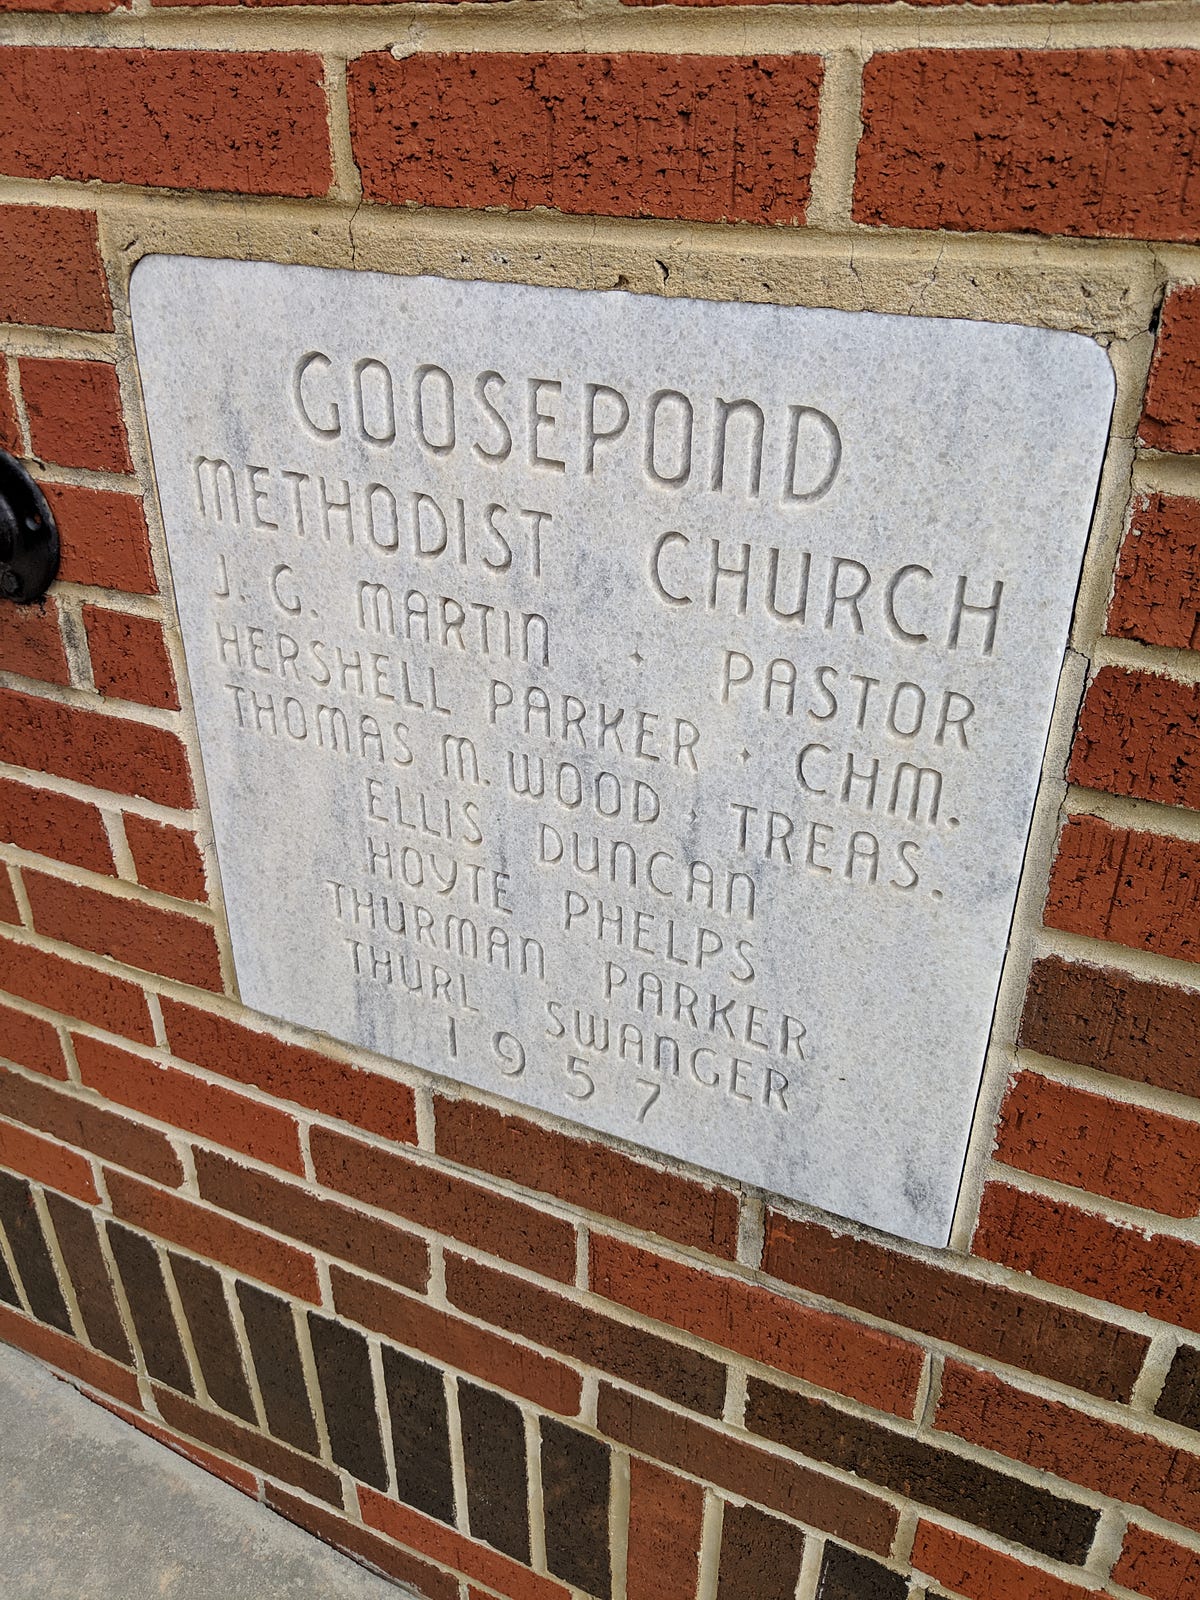 GOOSEPOND
METHODIST CHURCH
J. G. MARTIN · PASTOR
HERSHELL PARKER · CHM.
THOMAS M. WOOD · TREAS.
ELLIS DUNCAN
HOYTE PHELPS
THURMAN PARKER
THURL SWANGER
1957